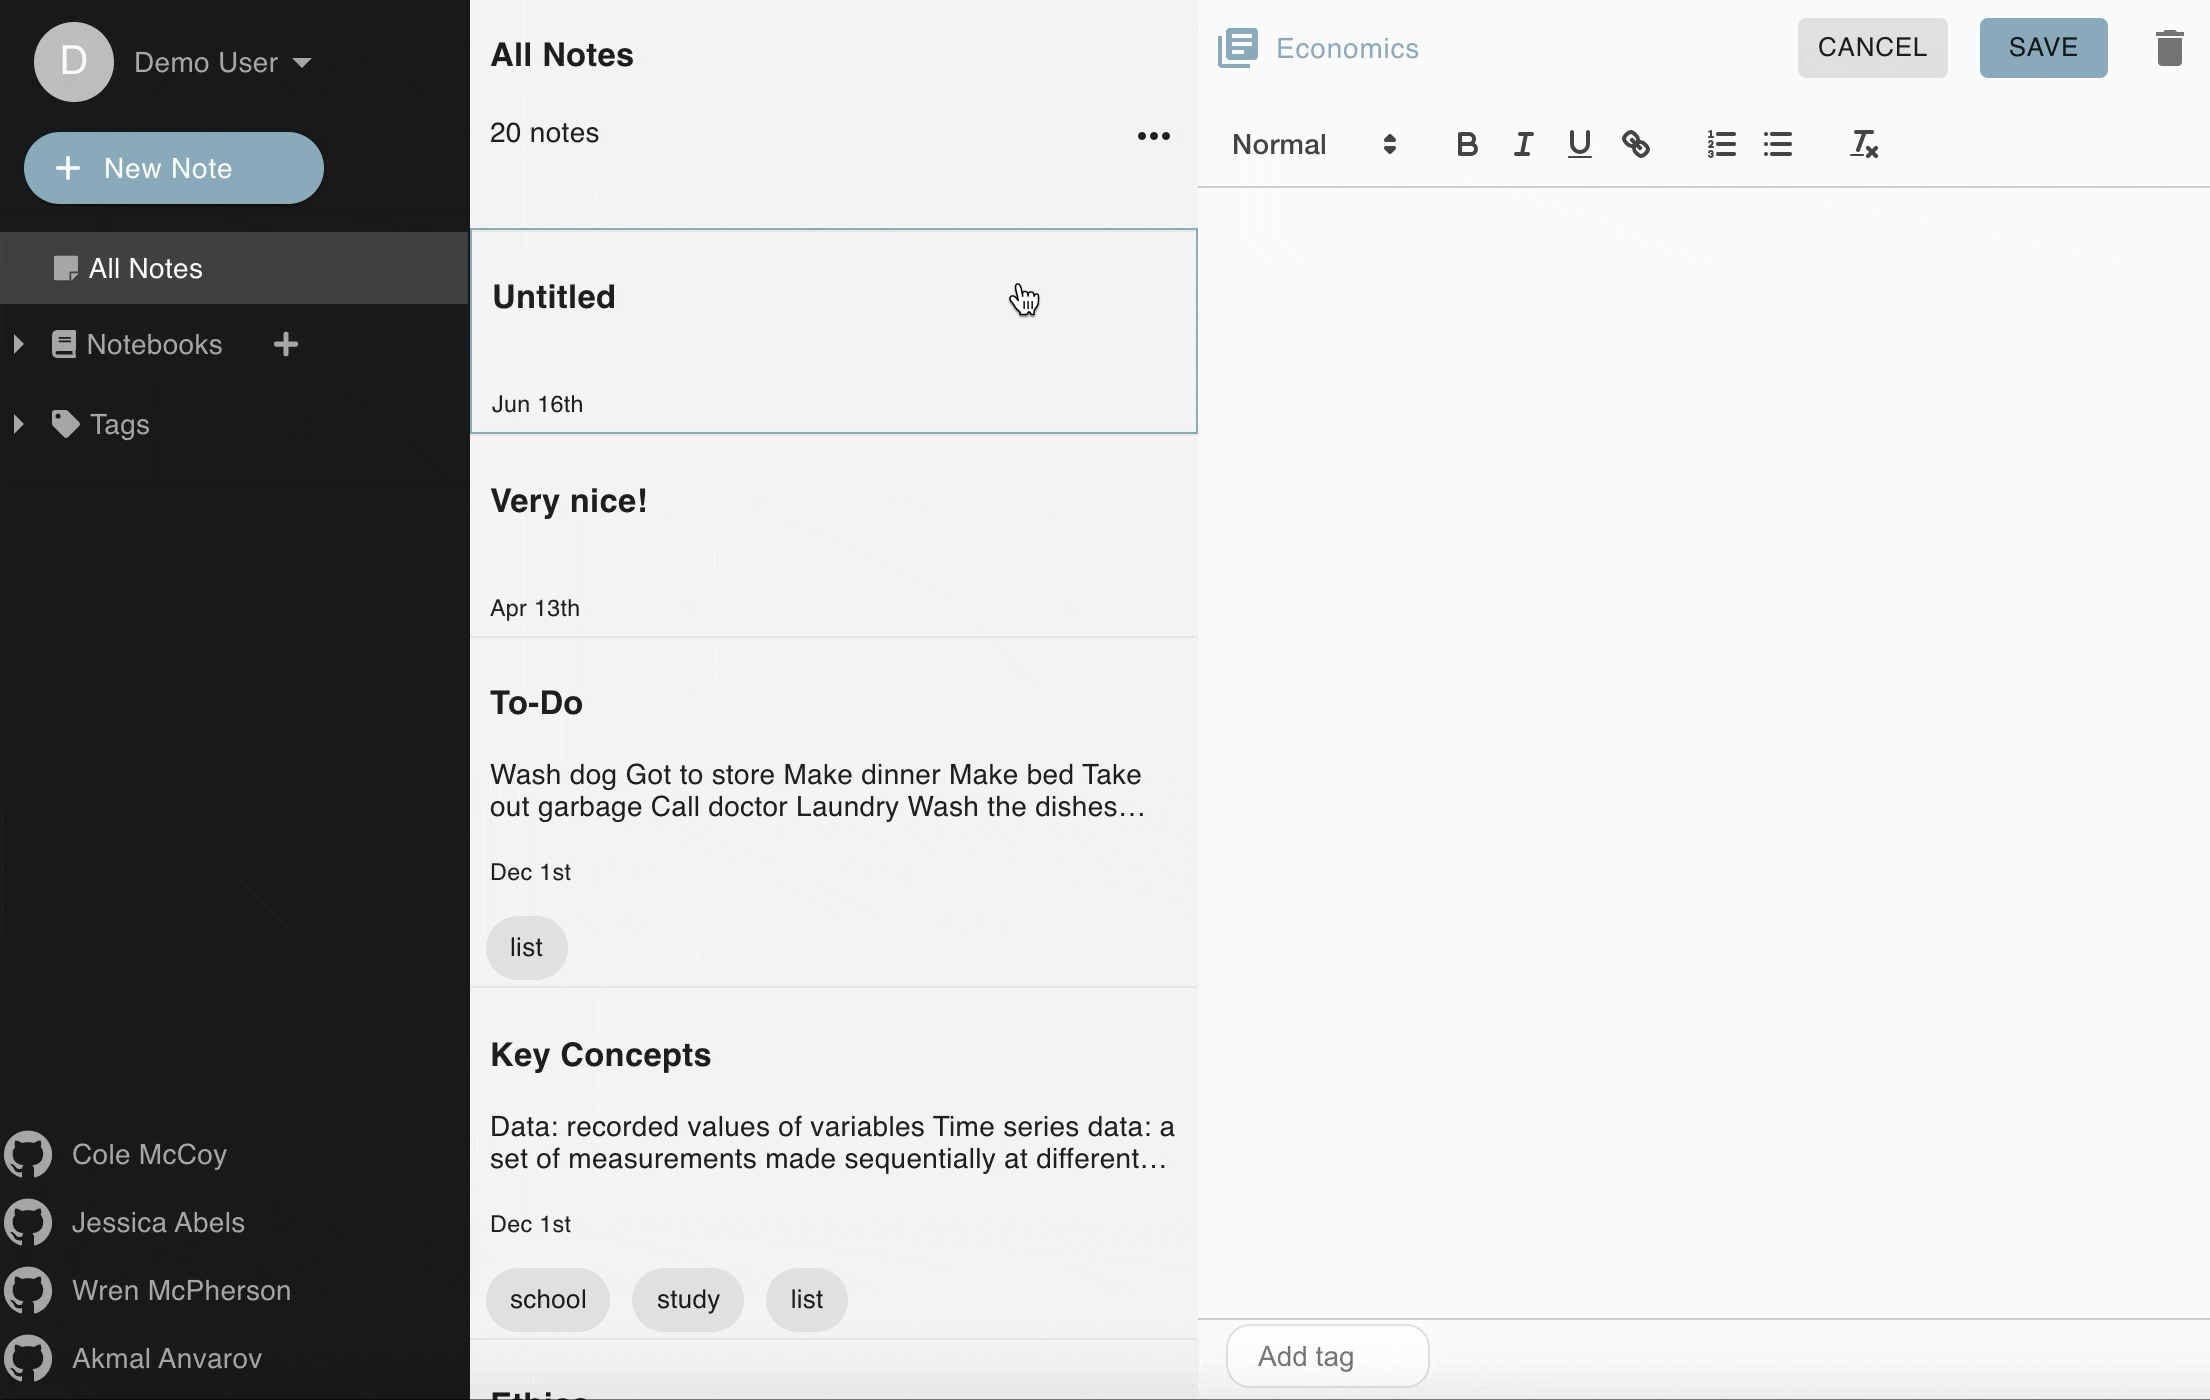 D
Demo User
New Note
All Notes
Notebooks
Tags
Cole McCoy
Jessica Abels
Wren McPherson
Akmal Anvarov
All Notes
20 notes
Untitled
Jun 16th
Very nice!
Apr 13th
To-Do
Wash dog Got to store Make dinner Make bed Take
out garbage Call doctor Laundry Wash the dishes...
Dec 1st
list
Key Concepts
Data: recorded values of variables Time series data: a
set of measurements made sequentially at different...
Dec 1st
school study list
Ethics
Economics
CANCEL SAVE
Normal B I U
Add tag